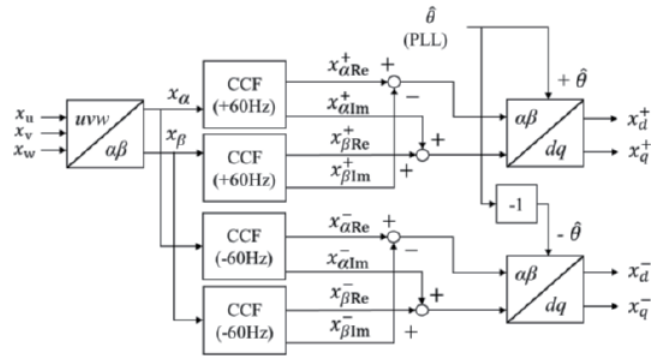 θ̂
(PLL)
x_u
x_v
x_w
uvw
αβ
x_α
x_β
CCF
(+60Hz)
CCF
(+60Hz)
x⁺_αRe +
−
x⁺_αIm
+
x⁺_βRe
x⁺_βIm +
+ θ̂
αβ
dq
x⁺_d
x⁺_q
-1
- θ̂
CCF
(-60Hz)
CCF
(-60Hz)
x⁻_αRe +
−
x⁻_αIm
+
x⁻_βRe
x⁻_βIm +
αβ
dq
x⁻_d
x⁻_q